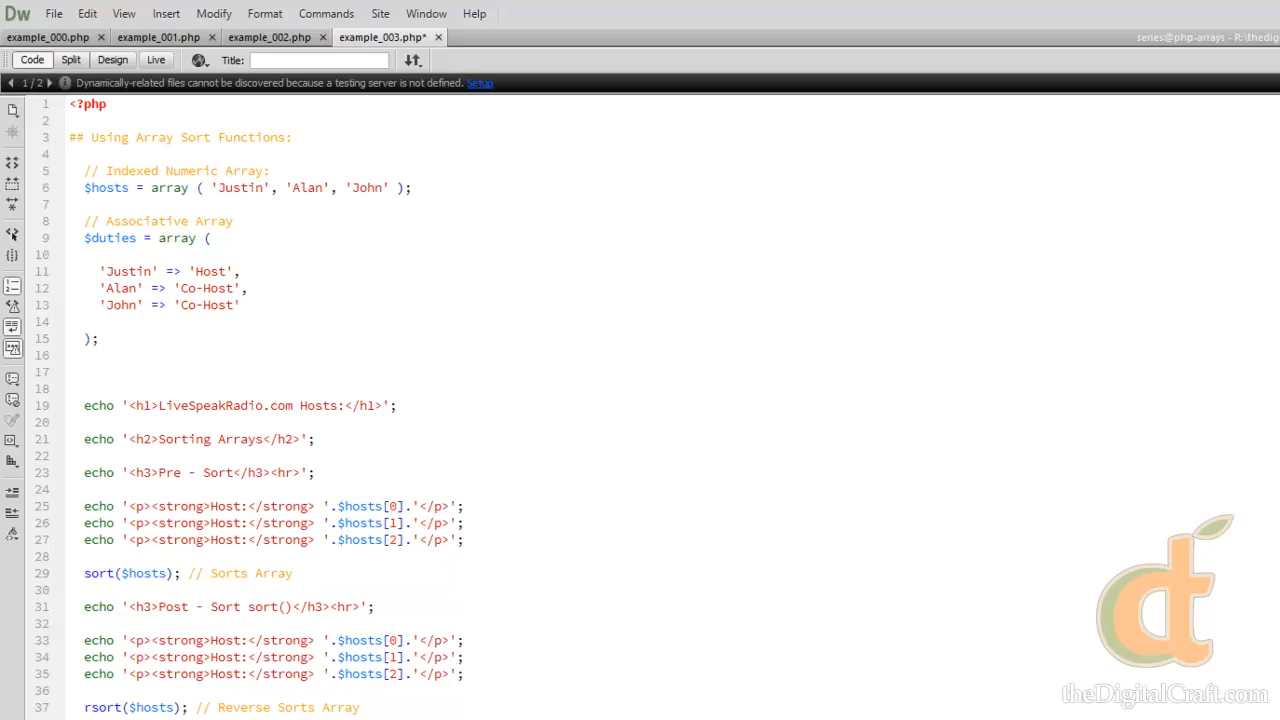 Dw File Edit View Insert Modify Format Commands Site Window Help
example_000.php × example_001.php × example_002.php × example_003.php* × series@php-arrays - R:\thedig
Code Split Design Live Title:
1 / 2 Dynamically-related files cannot be discovered because a testing server is not defined. Setup
1 <?php
2
3 ## Using Array Sort Functions:
4
5 // Indexed Numeric Array:
6 $hosts = array ( 'Justin', 'Alan', 'John' );
7
8 // Associative Array
9 $duties = array (
10
11 'Justin' => 'Host',
12 'Alan' => 'Co-Host',
13 'John' => 'Co-Host'
14
15 );
16
17
18
19 echo '<h1>LiveSpeakRadio.com Hosts:</h1>';
20
21 echo '<h2>Sorting Arrays</h2>';
22
23 echo '<h3>Pre - Sort</h3><hr>';
24
25 echo '<p><strong>Host:</strong> '.$hosts[0].'</p>';
26 echo '<p><strong>Host:</strong> '.$hosts[1].'</p>';
27 echo '<p><strong>Host:</strong> '.$hosts[2].'</p>';
28
29 sort($hosts); // Sorts Array
30
31 echo '<h3>Post - Sort sort()</h3><hr>';
32
33 echo '<p><strong>Host:</strong> '.$hosts[0].'</p>';
34 echo '<p><strong>Host:</strong> '.$hosts[1].'</p>';
35 echo '<p><strong>Host:</strong> '.$hosts[2].'</p>';
36
37 rsort($hosts); // Reverse Sorts Array
dt
theDigitalCraft.com